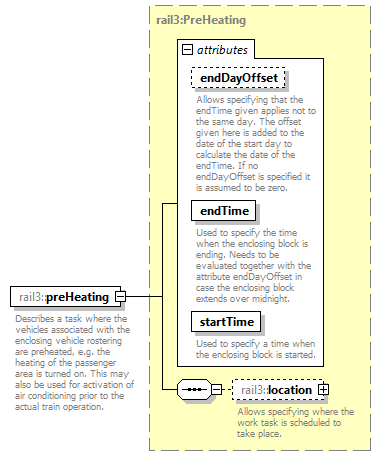 rail3:PreHeating
attributes
endDayOffset
Allows specifying that the
endTime given applies not to
the same day. The offset
given here is added to the
date of the start day to
calculate the date of the
endTime. If no
endDayOffset is specified it
is assumed to be zero.
endTime
Used to specify the time
when the enclosing block is
ending. Needs to be
evaluated together with the
attribute endDayOffset in
case the enclosing block
extends over midnight.
startTime
Used to specify a time when
the enclosing block is started.
rail3::preHeating
Describes a task where the
vehicles associated with the
enclosing vehicle rostering
are preheated, e.g. the
heating of the passenger
area is turned on. This may
also be used for activation of
air conditioning prior to the
actual train operation.
rail3::location
Allows specifying where the
work task is scheduled to
take place.